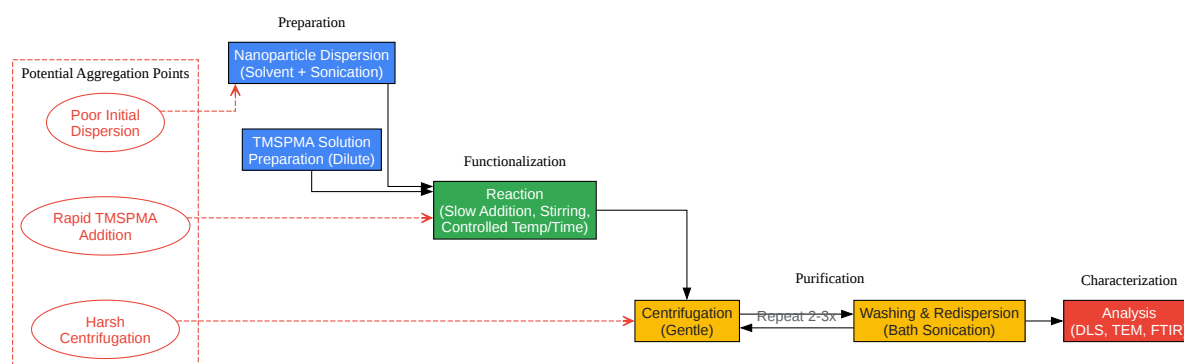 Preparation
Nanoparticle Dispersion
(Solvent + Sonication)
Potential Aggregation Points
Poor Initial
Dispersion
TMSPMA Solution
Preparation (Dilute)
Functionalization
Reaction
(Slow Addition, Stirring,
Controlled Temp/Time)
Rapid TMSPMA
Addition
Purification
Characterization
Harsh
Centrifugation
Centrifugation
(Gentle)
Repeat 2-3x
Washing & Redispersion
(Bath Sonication)
Analysis
(DLS, TEM, FTIR)